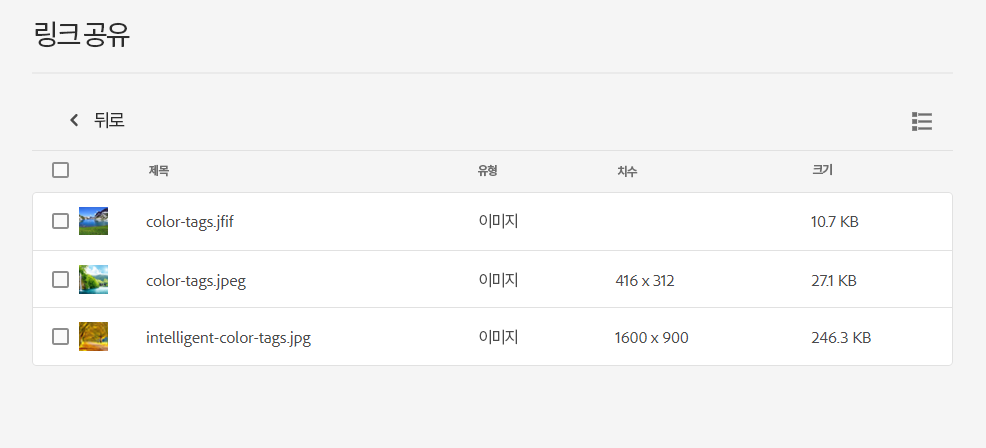 링크 공유
뒤로
제목 유형 치수 크기
color-tags.jfif 이미지 10.7 KB
color-tags.jpeg 이미지 416 x 312 27.1 KB
intelligent-color-tags.jpg 이미지 1600 x 900 246.3 KB